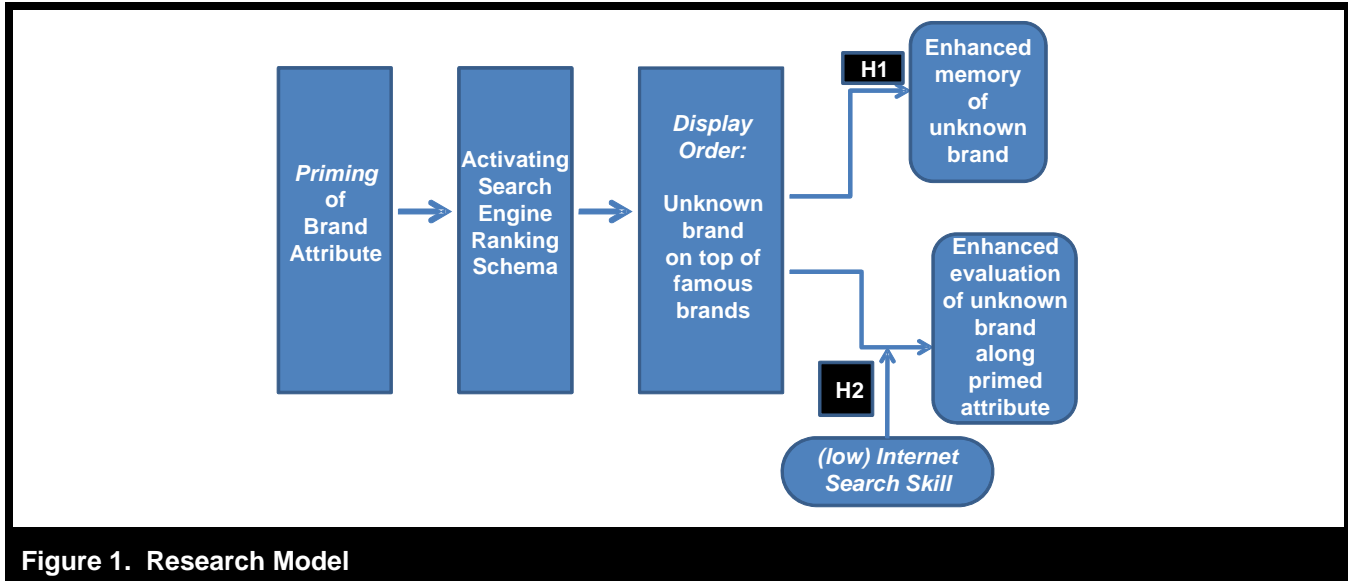 Priming
of
Brand
Attribute
Activating
Search
Engine
Ranking
Schema
Display
Order:
Unknown
brand
on top of
famous
brands
H1
Enhanced
memory
of
unknown
brand
H2
Enhanced
evaluation
of unknown
brand
along
primed
attribute
(low) Internet
Search Skill
Figure 1. Research Model